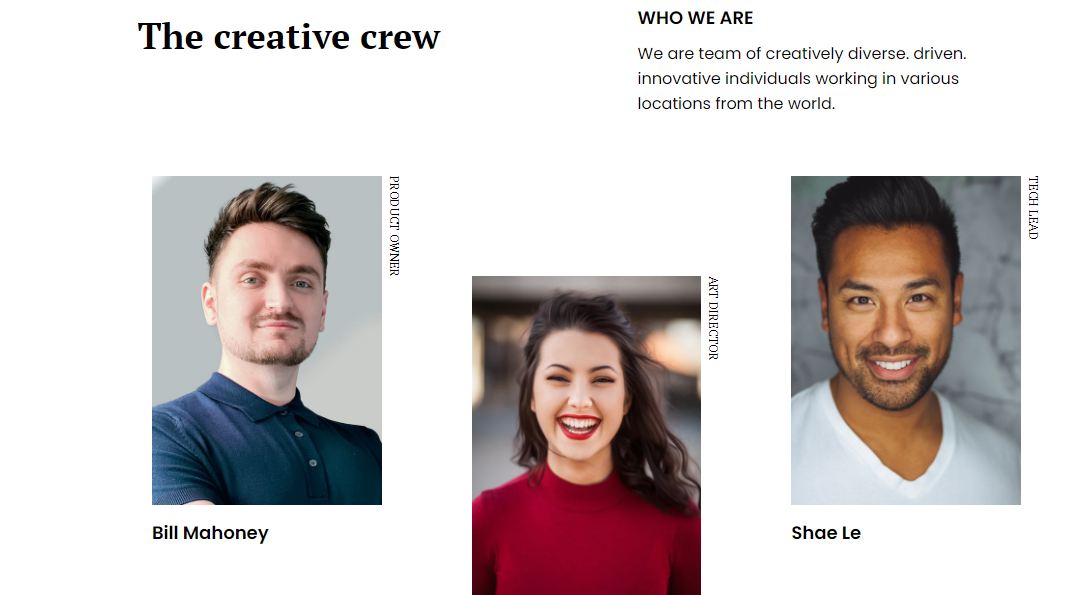 The creative crew
WHO WE ARE
We are team of creatively diverse. driven.
innovative individuals working in various
locations from the world.
PRODUCT OWNER
Bill Mahoney
ART DIRECTOR
TECH LEAD
Shae Le